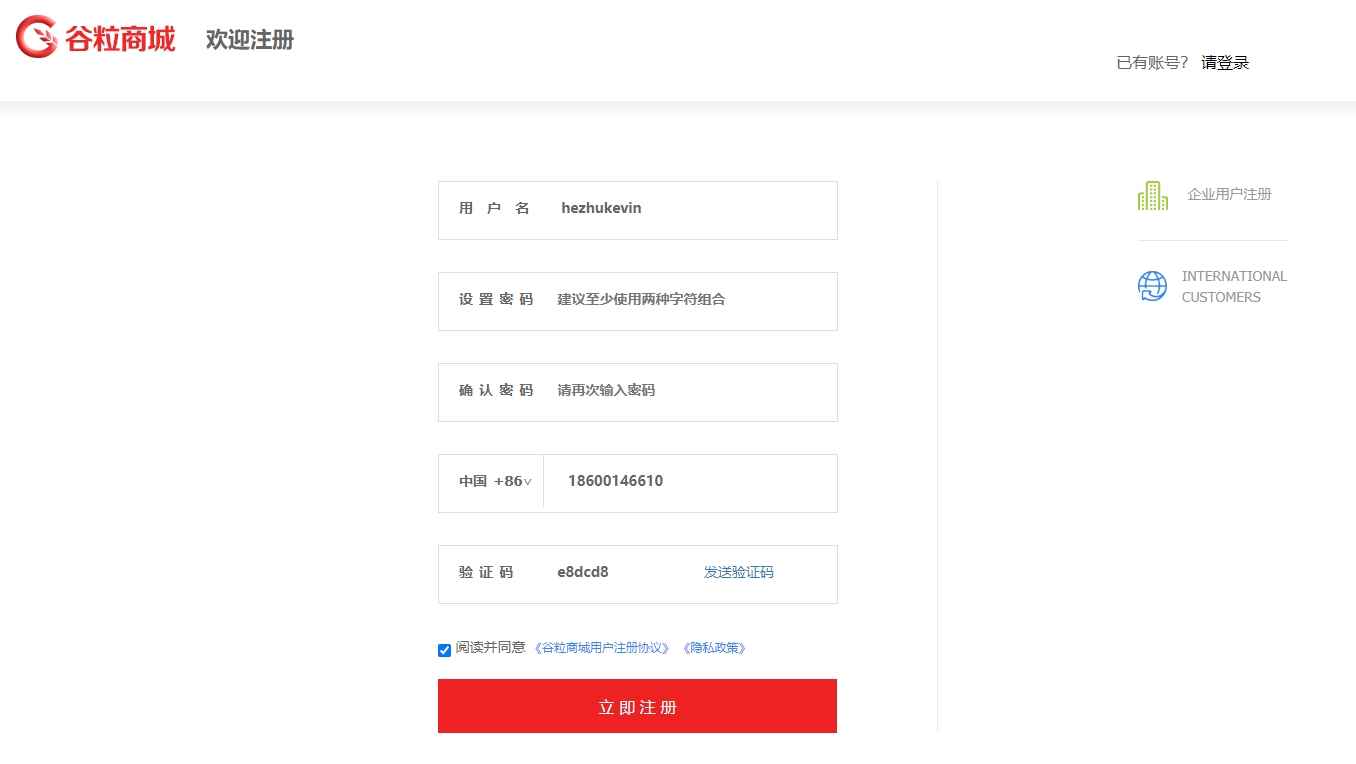 谷粒商城 欢迎注册
已有账号？ 请登录
用 户 名 hezhukevin
设 置 密 码 建议至少使用两种字符组合
确 认 密 码 请再次输入密码
中国 +86 18600146610
验 证 码 e8dcd8 发送验证码
阅读并同意 《谷粒商城用户注册协议》 《隐私政策》
立 即 注 册
企业用户注册
INTERNATIONAL
CUSTOMERS